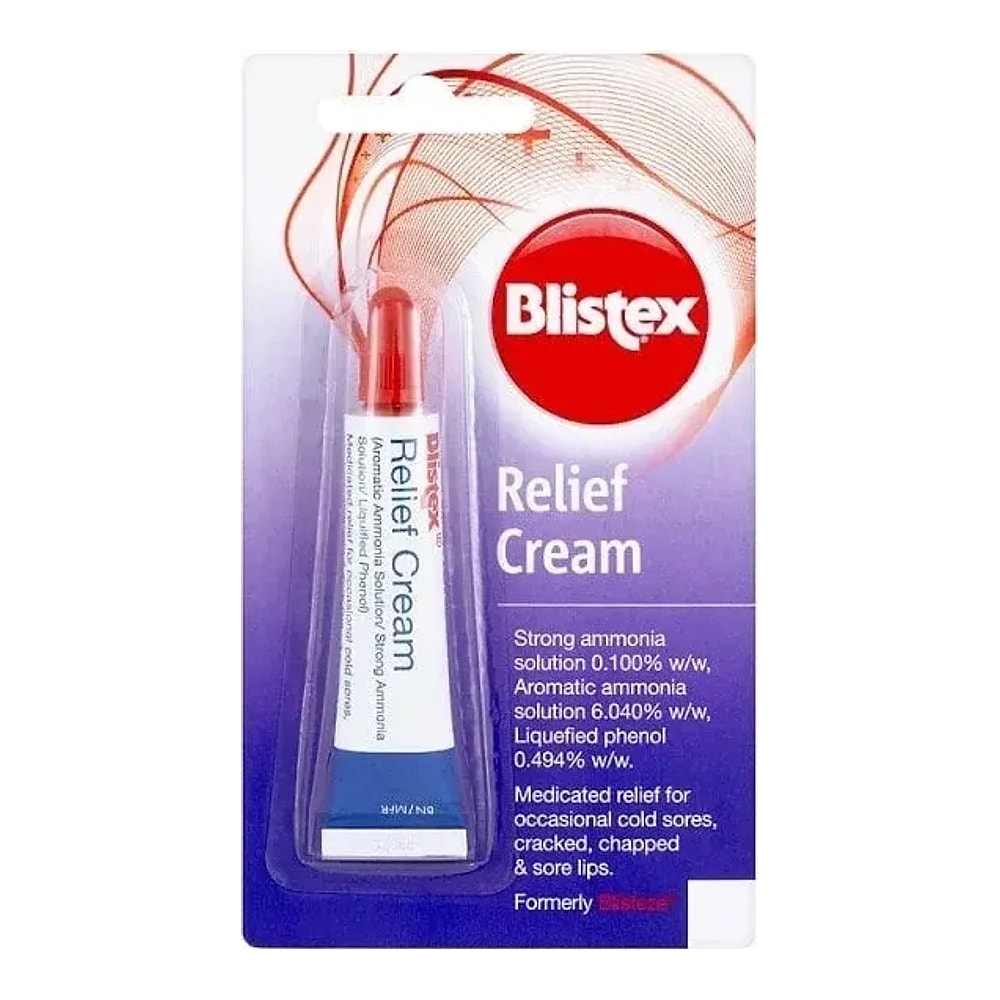 Blistex
Relief
Cream
Strong ammonia
solution 0.100% w/w,
Aromatic ammonia
solution 6.040% w/w,
Liquefied phenol
0.494% w/w.
Medicated relief for
occasional cold sores,
cracked, chapped
& sore lips.
Formerly Blisteze
Blistex
Relief Cream
(Aromatic Ammonia Solution/ Strong Ammonia
Solution/ Liquified Phenol)
Medicated relief for occasional cold sores,
BN / MFR